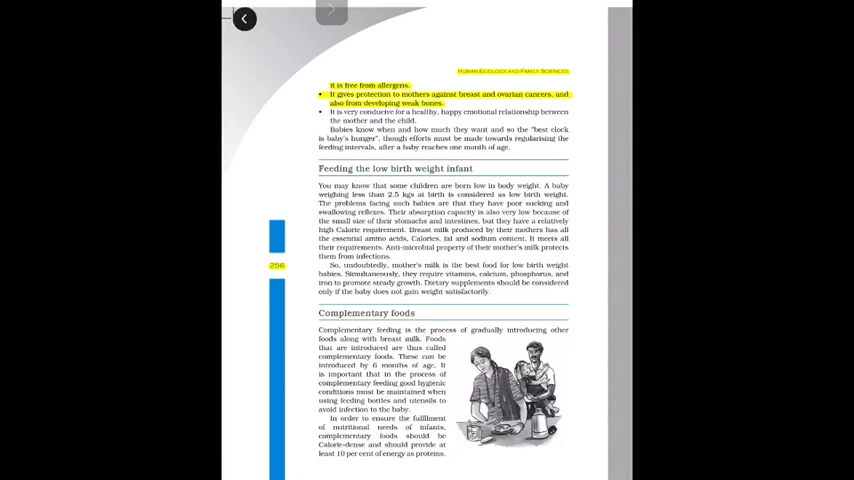 HUMAN ECOLOGY AND FAMILY SCIENCES
it is free from allergens.
• It gives protection to mothers against breast and ovarian cancers, and
also from developing weak bones.
• It is very conducive for a healthy, happy emotional relationship between
the mother and the child.
Babies know when and how much they want and so the "best clock
is baby's hunger", though efforts must be made towards regularising the
feeding intervals, after a baby reaches one month of age.
Feeding the low birth weight infant
You may know that some children are born low in body weight. A baby
weighing less than 2.5 kgs at birth is considered as low birth weight.
The problems facing such babies are that they have poor sucking and
swallowing reflexes. Their absorption capacity is also very low because of
the small size of their stomachs and intestines, but they have a relatively
high Calorie requirement. Breast milk produced by their mothers has all
the essential amino acids, Calories, fat and sodium content. It meets all
their requirements. Anti-microbial property of their mother's milk protects
them from infections.
256
So, undoubtedly, mother's milk is the best food for low birth weight
babies. Simultaneously, they require vitamins, calcium, phosphorus, and
iron to promote steady growth. Dietary supplements should be considered
only if the baby does not gain weight satisfactorily.
Complementary foods
Complementary feeding is the process of gradually introducing other
foods along with breast milk. Foods
that are introduced are thus called
complementary foods. These can be
introduced by 6 months of age. It
is important that in the process of
complementary feeding good hygienic
conditions must be maintained when
using feeding bottles and utensils to
avoid infection to the baby.
In order to ensure the fulfilment
of nutritional needs of infants,
complementary foods should be
Calorie-dense and should provide at
least 10 per cent of energy as proteins.